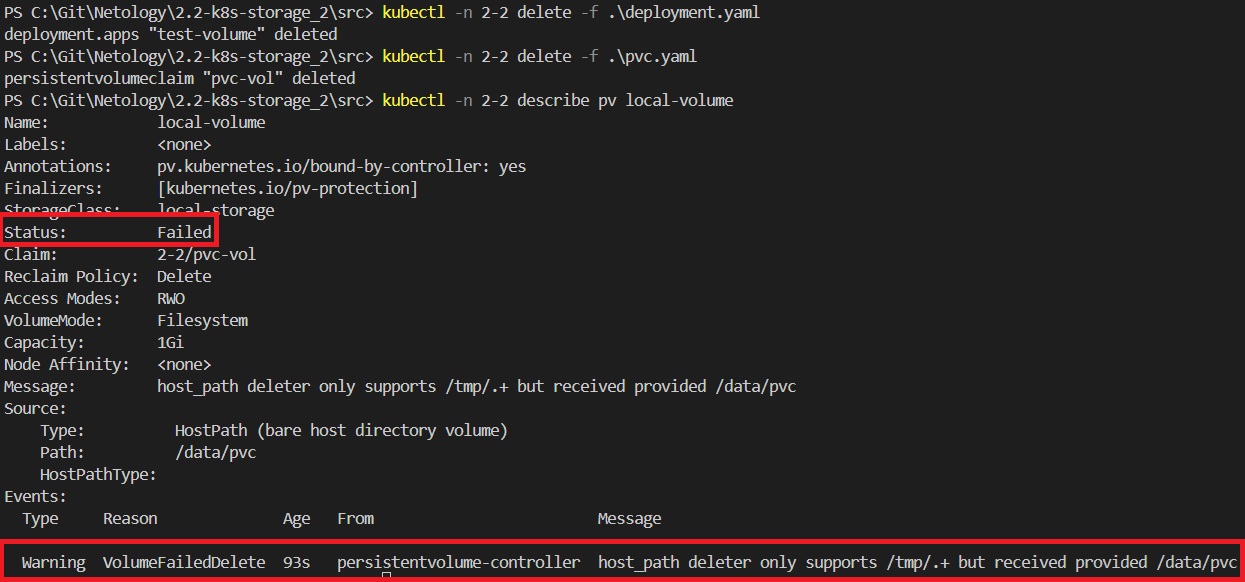 PS C:\Git\Netology\2.2-k8s-storage_2\src> kubectl -n 2-2 delete -f .\deployment.yaml
deployment.apps "test-volume" deleted
PS C:\Git\Netology\2.2-k8s-storage_2\src> kubectl -n 2-2 delete -f .\pvc.yaml
persistentvolumeclaim "pvc-vol" deleted
PS C:\Git\Netology\2.2-k8s-storage_2\src> kubectl -n 2-2 describe pv local-volume
Name:            local-volume
Labels:          <none>
Annotations:     pv.kubernetes.io/bound-by-controller: yes
Finalizers:      [kubernetes.io/pv-protection]
StorageClass:    local-storage
Status:          Failed
Claim:           2-2/pvc-vol
Reclaim Policy:  Delete
Access Modes:    RWO
VolumeMode:      Filesystem
Capacity:        1Gi
Node Affinity:   <none>
Message:         host_path deleter only supports /tmp/.+ but received provided /data/pvc
Source:
    Type:          HostPath (bare host directory volume)
    Path:          /data/pvc
    HostPathType:
Events:
  Type     Reason              Age   From                         Message
  Warning  VolumeFailedDelete  93s   persistentvolume-controller  host_path deleter only supports /tmp/.+ but received provided /data/pvc